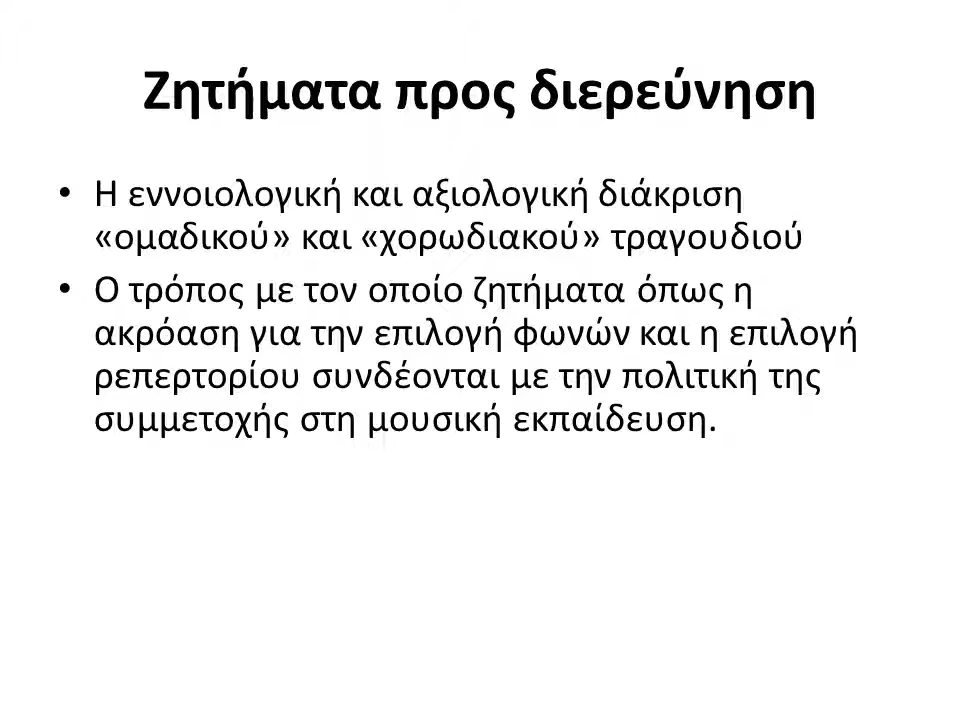 Ζητήματα προς διερεύνηση
• Η εννοιολογική και αξιολογική διάκριση
«ομαδικού» και «χορωδιακού» τραγουδιού
• Ο τρόπος με τον οποίο ζητήματα όπως η
ακρόαση για την επιλογή φωνών και η επιλογή
ρεπερτορίου συνδέονται με την πολιτική της
συμμετοχής στη μουσική εκπαίδευση.